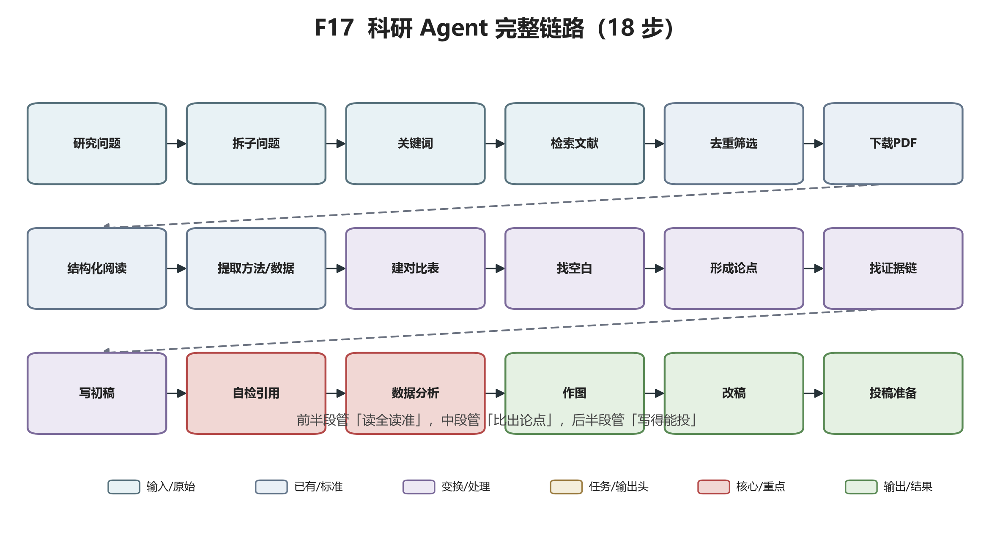 F17 科研 Agent 完整链路（18 步）
研究问题
拆子问题
关键词
检索文献
去重筛选
下载PDF
结构化阅读
提取方法/数据
建对比表
找空白
形成论点
找证据链
写初稿
自检引用
数据分析
作图
改稿
投稿准备
前半段管「读全读准」，中段管「比出论点」，后半段管「写得能投」
输入/原始
已有/标准
变换/处理
任务/输出头
核心/重点
输出/结果